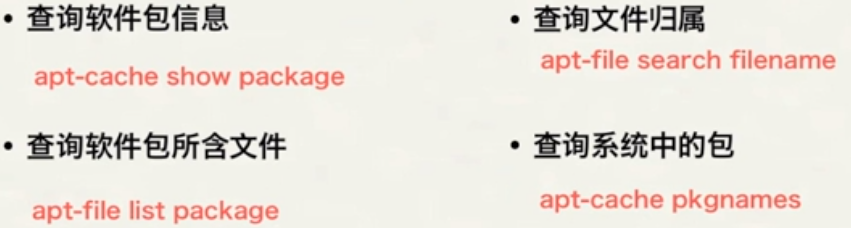 • 查询软件包信息
apt-cache show package
• 查询软件包所含文件
apt-file list package
• 查询文件归属
apt-file search filename
• 查询系统中的包
apt-cache pkgnames